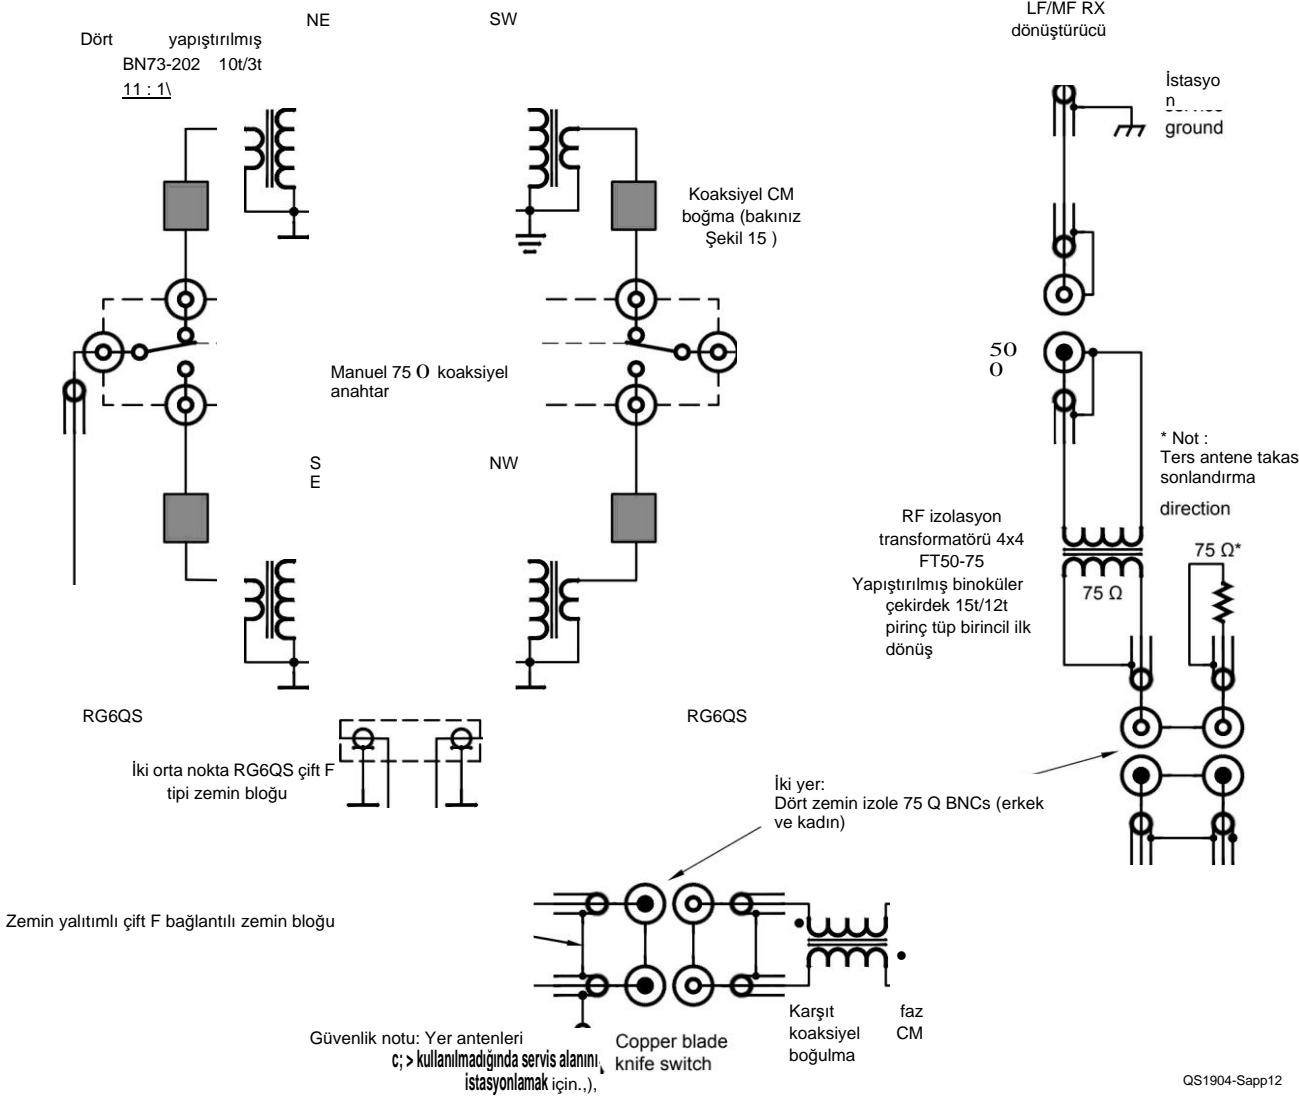 NE
SW
LF/MF RX
dönüştürücü
Dört yapıştırılmış
BN73-202 10t/3t
11 : 1\
İstasyo
n
ground
Koaksiyel CM
boğma (bakınız
Şekil 15 )
50
O
Manuel 75 O koaksiyel
anahtar
S
E
NW
* Not :
Ters antene takas
sonlandırma
direction
75 Ω*
RF izolasyon
transformatörü 4x4
FT50-75
Yapıştırılmış binoküler
çekirdek 15t/12t
pirinç tüp birincil ilk
dönüş
75 Ω
RG6QS
RG6QS
İki orta nokta RG6QS çift F
tipi zemin bloğu
İki yer:
Dört zemin izole 75 Q BNCs (erkek
ve kadın)
Zemin yalıtımlı çift F bağlantılı zemin bloğu
Karşıt faz
koaksiyel CM
boğulma
Güvenlik notu: Yer antenleri
c; > kullanılmadığında servis alanını
istasyonlamak için.,),
Copper blade
knife switch
QS1904-Sapp12